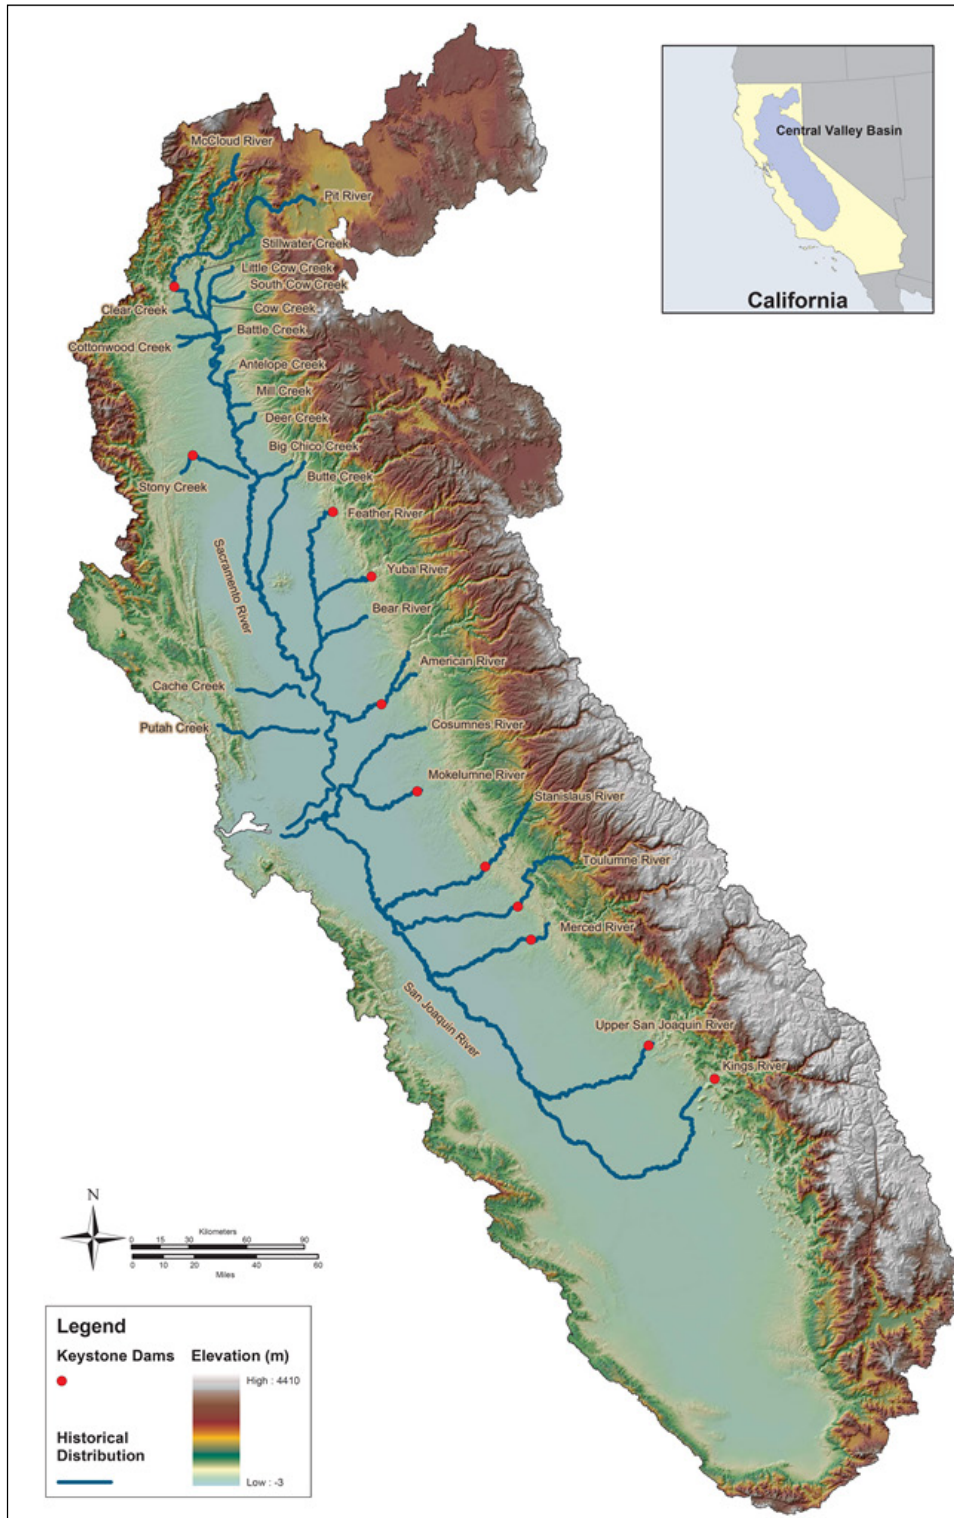 McCloud River
Pit River
Stillwater Creek
Little Cow Creek
South Cow Creek
Clear Creek
Cow Creek
Battle Creek
Cottonwood Creek
Antelope Creek
Mill Creek
Deer Creek
Big Chico Creek
Butte Creek
Stony Creek
Feather River
Sacramento River
Yuba River
Bear River
American River
Cache Creek
Putah Creek
Cosumnes River
Mokelumne River
Stanislaus River
Toulumne River
Merced River
San Joaquin River
Upper San Joaquin River
Kings River
Central Valley Basin
California
N
Kilometers
0 15 30 60 90
0 10 20 40 60
Miles
Legend
Keystone Dams
Elevation (m)
High : 4410
Historical
Distribution
Low : -3